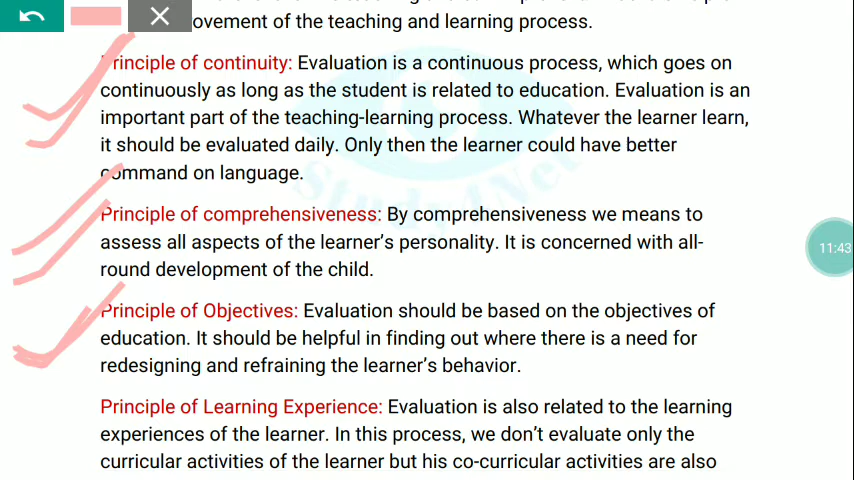 ovement of the teaching and learning process.
Principle of continuity: Evaluation is a continuous process, which goes on
continuously as long as the student is related to education. Evaluation is an
important part of the teaching-learning process. Whatever the learner learn,
it should be evaluated daily. Only then the learner could have better
command on language.
Principle of comprehensiveness: By comprehensiveness we means to
assess all aspects of the learner's personality. It is concerned with all-
round development of the child.
11:43
Principle of Objectives: Evaluation should be based on the objectives of
education. It should be helpful in finding out where there is a need for
redesigning and refraining the learner's behavior.
Principle of Learning Experience: Evaluation is also related to the learning
experiences of the learner. In this process, we don't evaluate only the
curricular activities of the learner but his co-curricular activities are also